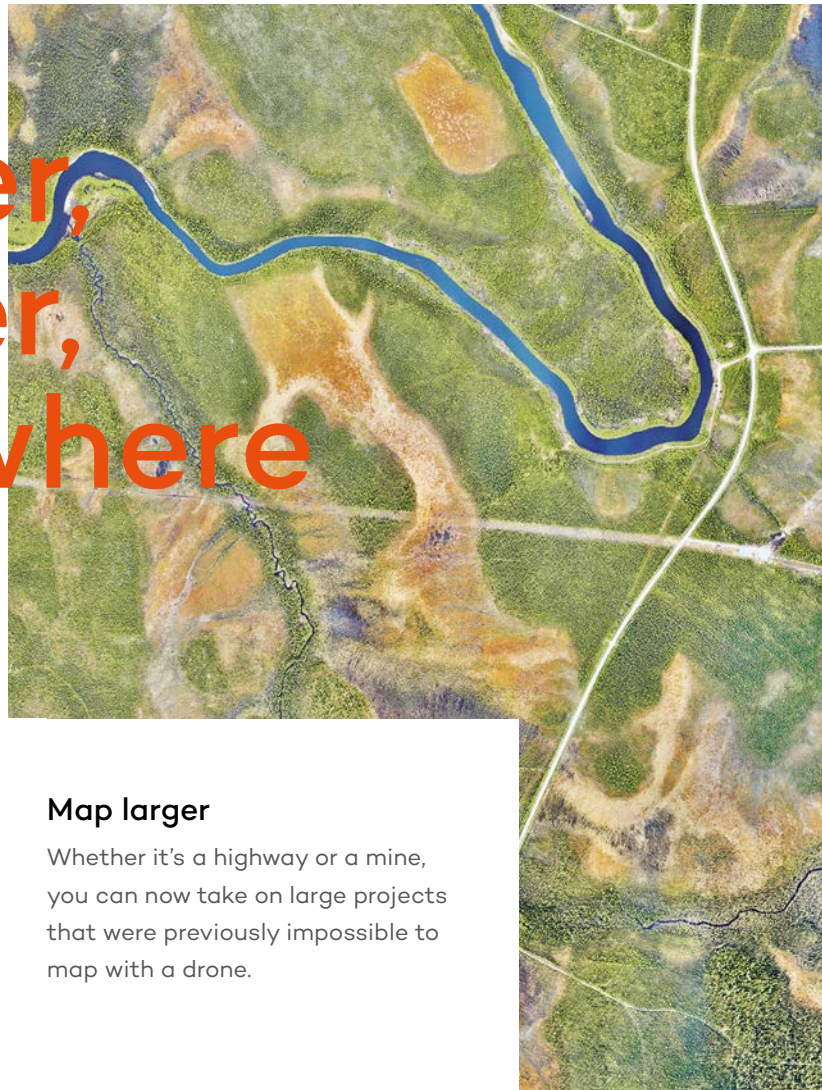 er,
er,
where
Map larger
Whether it’s a highway or a mine,
you can now take on large projects
that were previously impossible to
map with a drone.